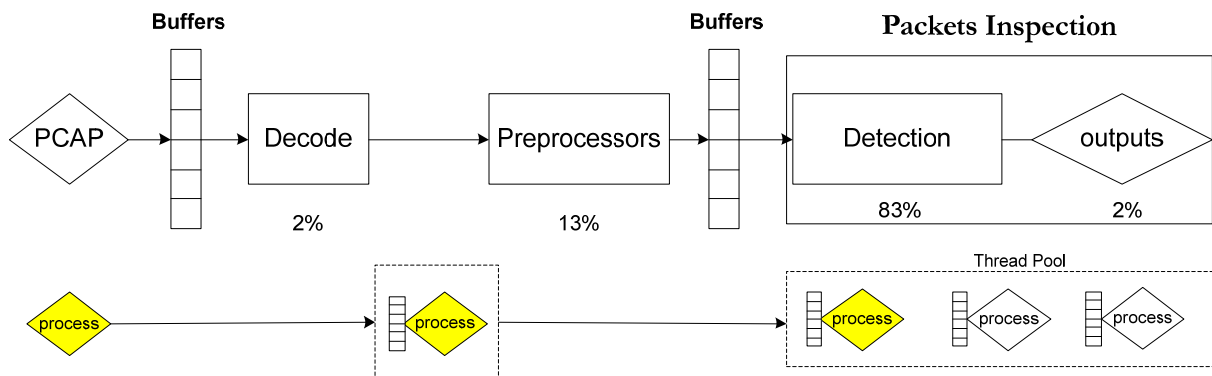 Buffers
Buffers
Packets Inspection
PCAP
Decode
Preprocessors
Detection
outputs
2%
13%
83%
2%
Thread Pool
process
process
process
process
process